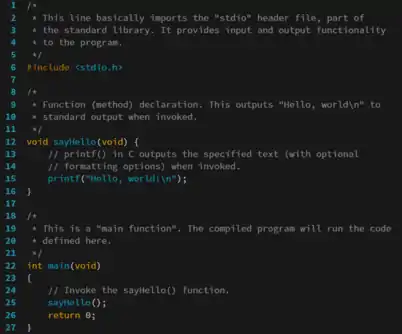 1 /*
2  * This line basically imports the "stdio" header file, part of
3  * the standard library. It provides input and output functionality
4  * to the program.
5  */
6 #include <stdio.h>
7
8 /*
9  * Function (method) declaration. This outputs "Hello, world\n" to
10  * standard output when invoked.
11  */
12 void sayHello(void) {
13     // printf() in C outputs the specified text (with optional
14     // formatting options) when invoked.
15     printf("Hello, world!\n");
16 }
17
18 /*
19  * This is a "main function". The compiled program will run the code
20  * defined here.
21  */
22 int main(void)
23 {
24     // Invoke the sayHello() function.
25     sayHello();
26     return 0;
27 }